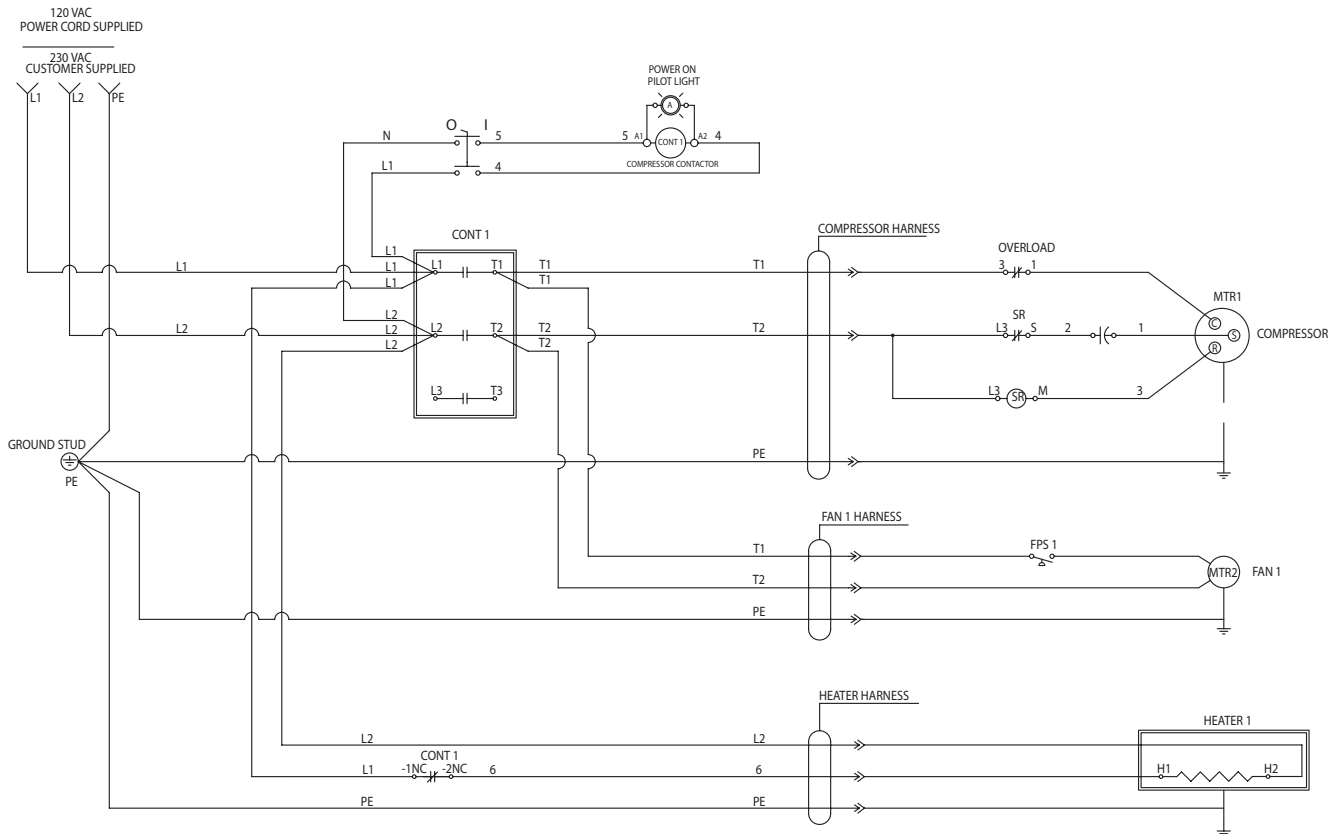 120 VAC
POWER CORD SUPPLIED
230 VAC
CUSTOMER SUPPLIED
L1 L2 PE
POWER ON
PILOT LIGHT
A
N O I 5 5 A1 CONT 1 A2 4
COMPRESSOR CONTACTOR
L1 4
CONT 1
COMPRESSOR HARNESS
OVERLOAD
L1
L1 L1 L1 T1 T1 T1 3 1
L1 T1
MTR1
C
L2
SR
L2 L2 L2 T2 T2 T2 L3 S 2 1 S COMPRESSOR
L2 T2
R
L3 T3 L3 SR M 3
GROUND STUD
PE
PE
FAN 1 HARNESS
T1 FPS 1
T2 MTR2 FAN 1
PE
HEATER HARNESS
HEATER 1
L2 L2
CONT 1
L1 -1NC -2NC 6 6 H1 H2
PE PE